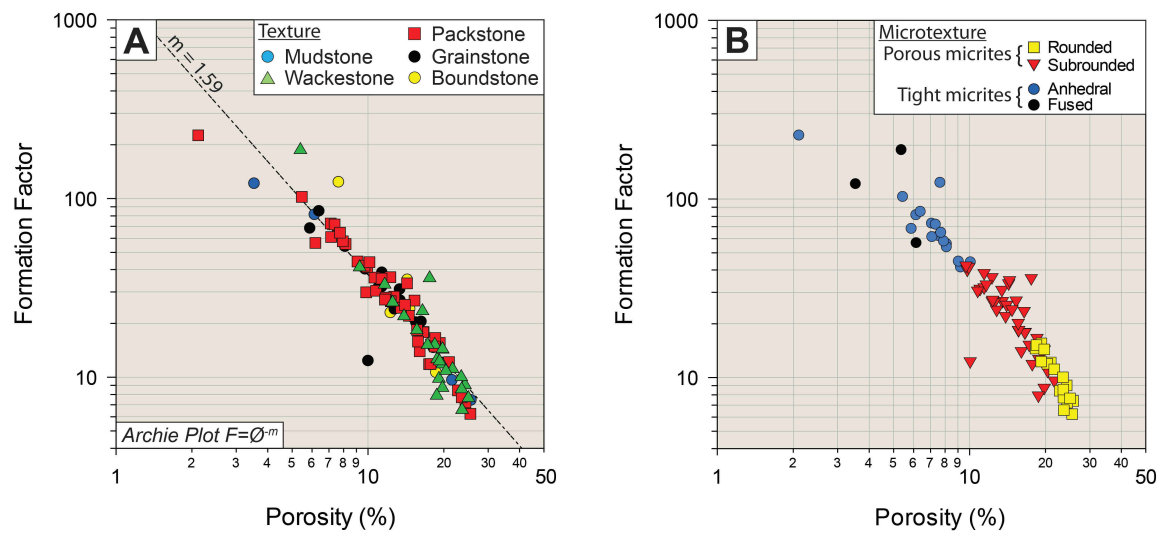 A
m = 1.59
Texture
Mudstone
Wackestone
Packstone
Grainstone
Boundstone
1000
100
10
Formation Factor
Archie Plot F=Ø⁻ᵐ
1 2 3 4 5 6 7 8 9 10 20 30 40 50
Porosity (%)
B
Microtexture
Porous micrites { Rounded
Subrounded
Tight micrites { Anhedral
Fused
1000
100
10
Formation Factor
1 2 3 4 5 6 7 8 9 10 20 30 40 50
Porosity (%)